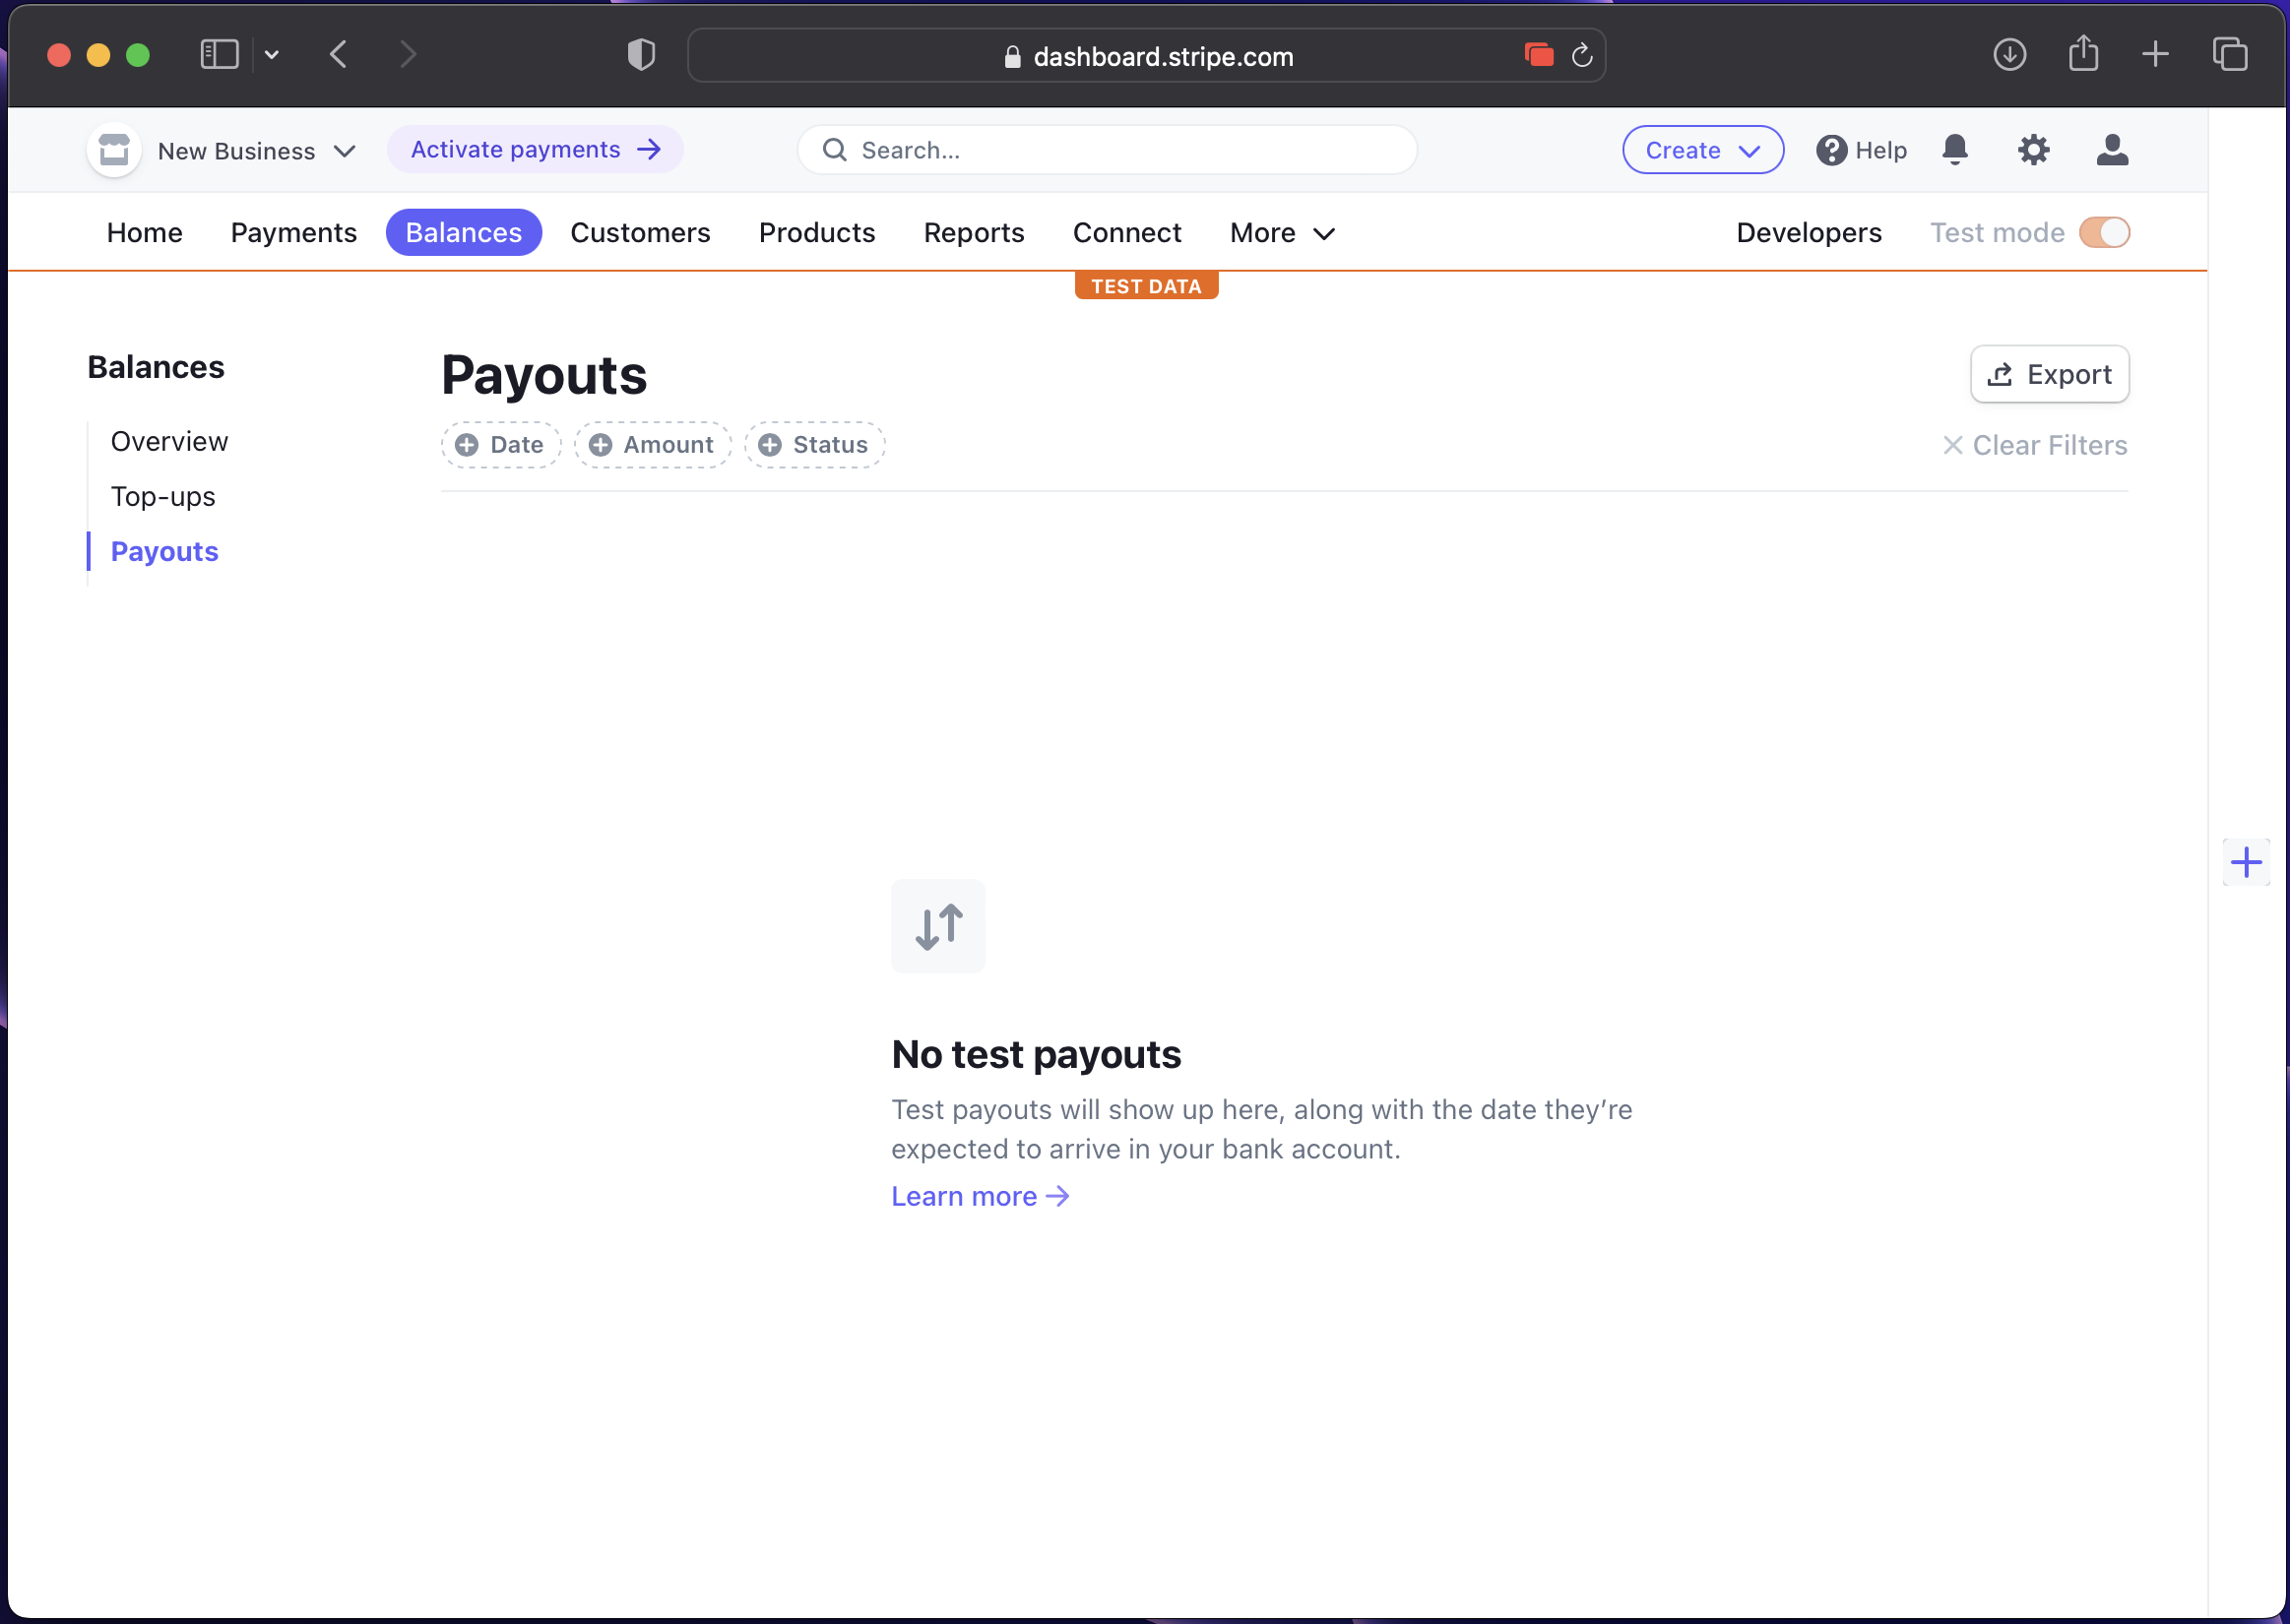 dashboard.stripe.com
New Business
Activate payments
Search...
Create
Help
Home
Payments
Balances
Customers
Products
Reports
Connect
More
Developers
Test mode
TEST DATA
Balances
Overview
Top-ups
Payouts
Payouts
Export
Date
Amount
Status
Clear Filters
No test payouts
Test payouts will show up here, along with the date they’re
expected to arrive in your bank account.
Learn more